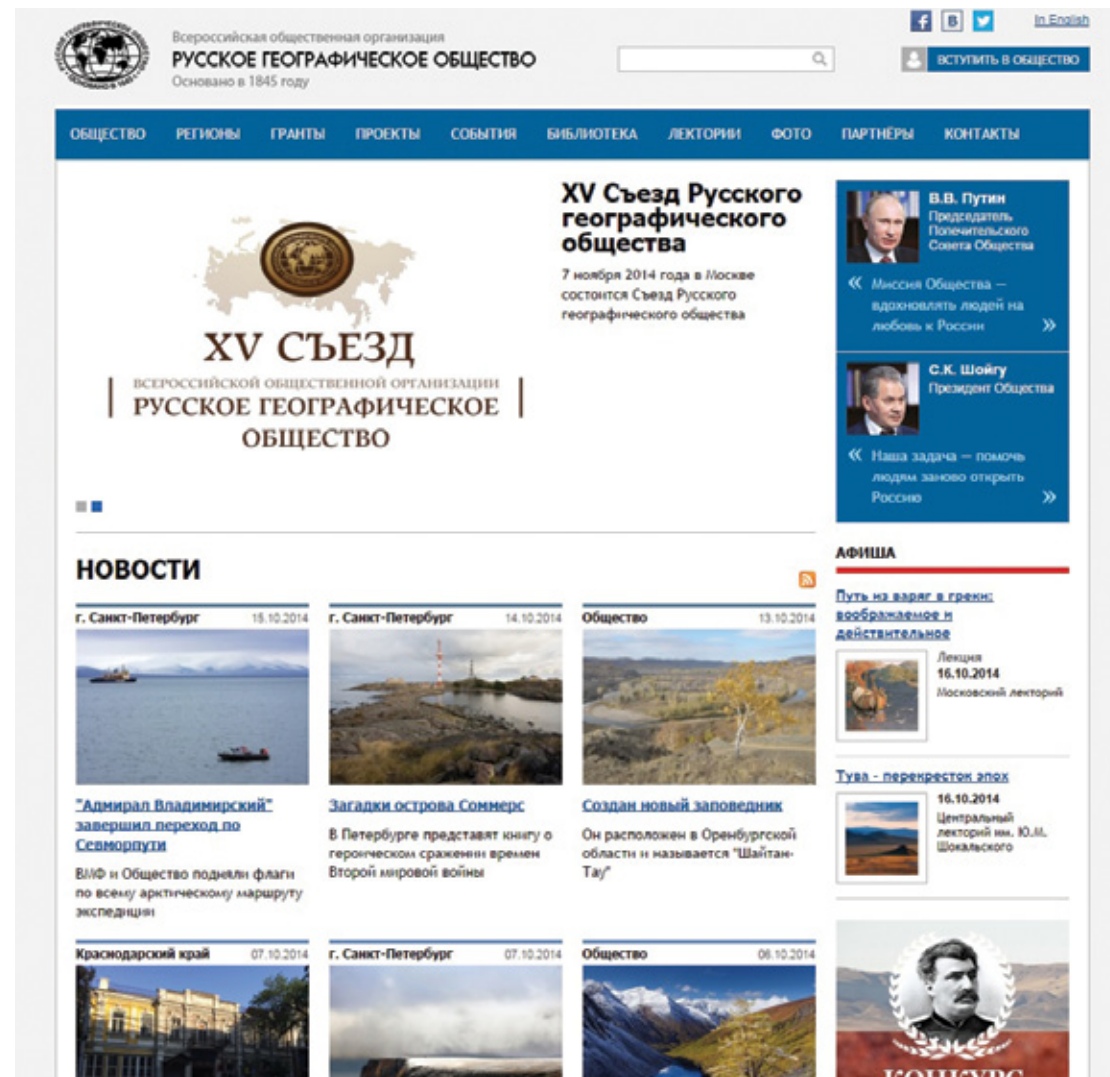 In English
Всероссийская общественная организация
РУССКОЕ ГЕОГРАФИЧЕСКОЕ ОБЩЕСТВО
Основано в 1845 году
ВСТУПИТЬ В ОБЩЕСТВО
ОБЩЕСТВО РЕГИОНЫ ГРАНТЫ ПРОЕКТЫ СОБЫТИЯ БИБЛИОТЕКА ЛЕКТОРИИ ФОТО ПАРТНЁРЫ КОНТАКТЫ
XV СЪЕЗД
ВСЕРОССИЙСКОЙ ОБЩЕСТВЕННОЙ ОРГАНИЗАЦИИ
РУССКОЕ ГЕОГРАФИЧЕСКОЕ
ОБЩЕСТВО
XV Съезд Русского
географического
общества
7 ноября 2014 года в Москве
состоится Съезд Русского
географического общества
В.В. Путин
Председатель
Попечительского
Совета Общества
« Миссия Общества —
вдохновлять людей на
любовь к России »
С.К. Шойгу
Президент Общества
« Наша задача — помочь
людям заново открыть
Россию »
НОВОСТИ
г. Санкт-Петербург 15.10.2014
"Адмирал Владимирский"
завершил переход по
Севморпути
ВМФ и Общество подняли флаги
по всему арктическому маршруту
экспедиции
г. Санкт-Петербург 14.10.2014
Загадки острова Соммерс
В Петербурге представят книгу о
героическом сражении времен
Второй мировой войны
Общество 13.10.2014
Создан новый заповедник
Он расположен в Оренбургской
области и называется "Шайтан-
Тау"
Краснодарский край 07.10.2014
г. Санкт-Петербург 07.10.2014
Общество 06.10.2014
АФИША
Путь из варяг в греки:
воображаемое и
действительное
Лекция
16.10.2014
Московский лекторий
Тува - перекресток эпох
16.10.2014
Центральный
лекторий им. Ю.М.
Шокальского
КОНКУРС